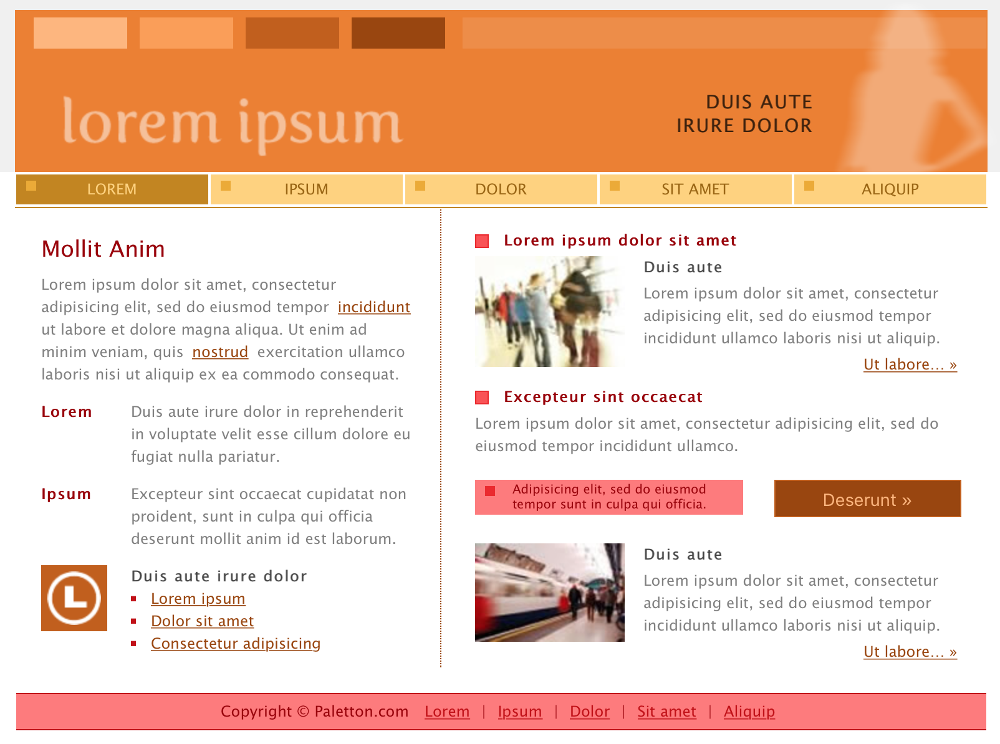 lorem ipsum
DUIS AUTE
IRURE DOLOR
LOREM
IPSUM
DOLOR
SIT AMET
ALIQUIP
Mollit Anim
Lorem ipsum dolor sit amet, consectetur
adipisicing elit, sed do eiusmod tempor incididunt
ut labore et dolore magna aliqua. Ut enim ad
minim veniam, quis nostrud exercitation ullamco
laboris nisi ut aliquip ex ea commodo consequat.
Lorem
Duis aute irure dolor in reprehenderit
in voluptate velit esse cillum dolore eu
fugiat nulla pariatur.
Ipsum
Excepteur sint occaecat cupidatat non
proident, sunt in culpa qui officia
deserunt mollit anim id est laborum.
L
Duis aute irure dolor
Lorem ipsum
Dolor sit amet
Consectetur adipisicing
Lorem ipsum dolor sit amet
Duis aute
Lorem ipsum dolor sit amet, consectetur
adipisicing elit, sed do eiusmod tempor
incididunt ullamco laboris nisi ut aliquip.
Ut labore... »
Excepteur sint occaecat
Lorem ipsum dolor sit amet, consectetur adipisicing elit, sed do
eiusmod tempor incididunt ullamco.
Adipisicing elit, sed do eiusmod
tempor sunt in culpa qui officia.
Deserunt »
Duis aute
Lorem ipsum dolor sit amet, consectetur
adipisicing elit, sed do eiusmod tempor
incididunt ullamco laboris nisi ut aliquip.
Ut labore... »
Copyright © Paletton.com Lorem | Ipsum | Dolor | Sit amet | Aliquip